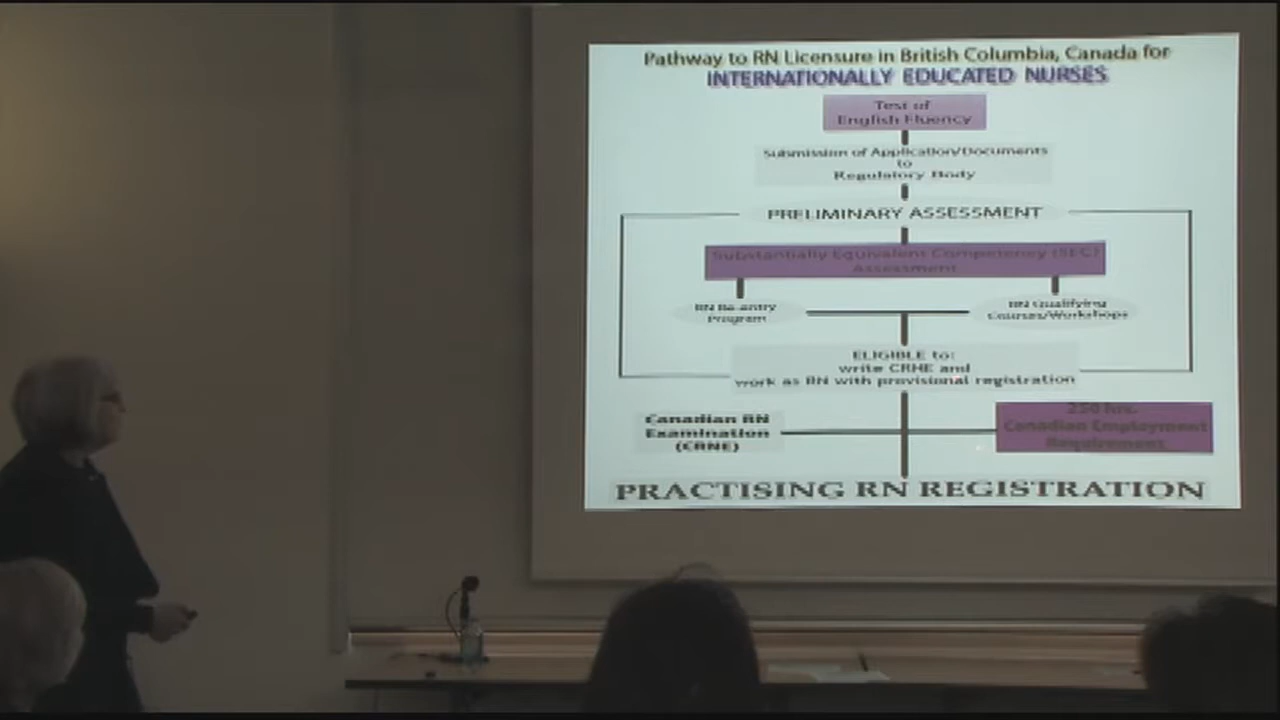 Pathway to RN Licensure in British Columbia, Canada for
INTERNATIONALLY EDUCATED NURSES
Test of
English Fluency
Submission of Application/Documents
to
Regulatory Body
PRELIMINARY ASSESSMENT
Substantially Equivalent Competency (SEC)
Assessment
RN Re-entry
Program
RN Qualifying
Courses/Workshops
ELIGIBLE to:
write CRNE and
work as RN with provisional registration
Canadian RN
Examination
(CRNE)
250 hrs.
Canadian Employment
Requirement
PRACTISING RN REGISTRATION